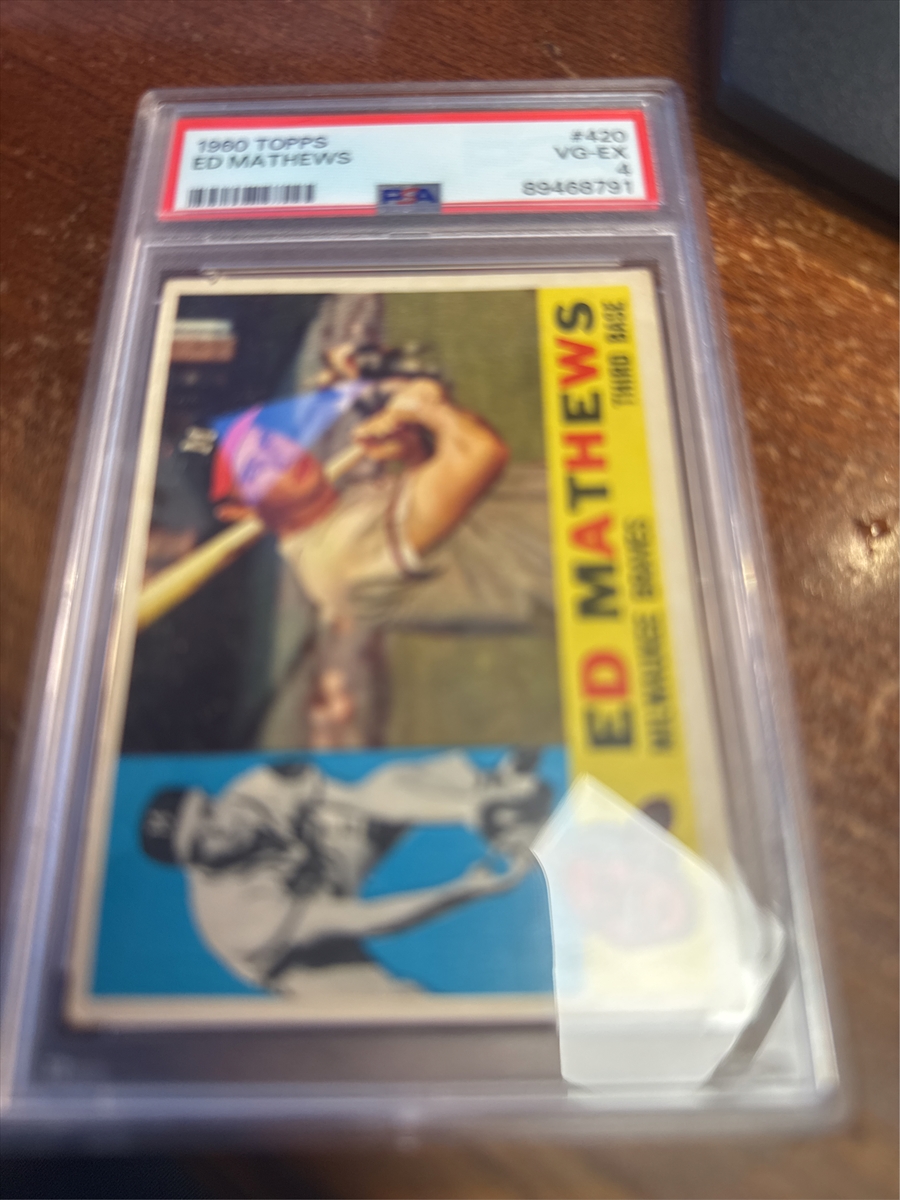 1960 TOPPS
ED MATHEWS
#420
VG-EX
4
89468791
PSA
ED MATHEWS
MILWAUKEE BRAVES
THIRD BASE